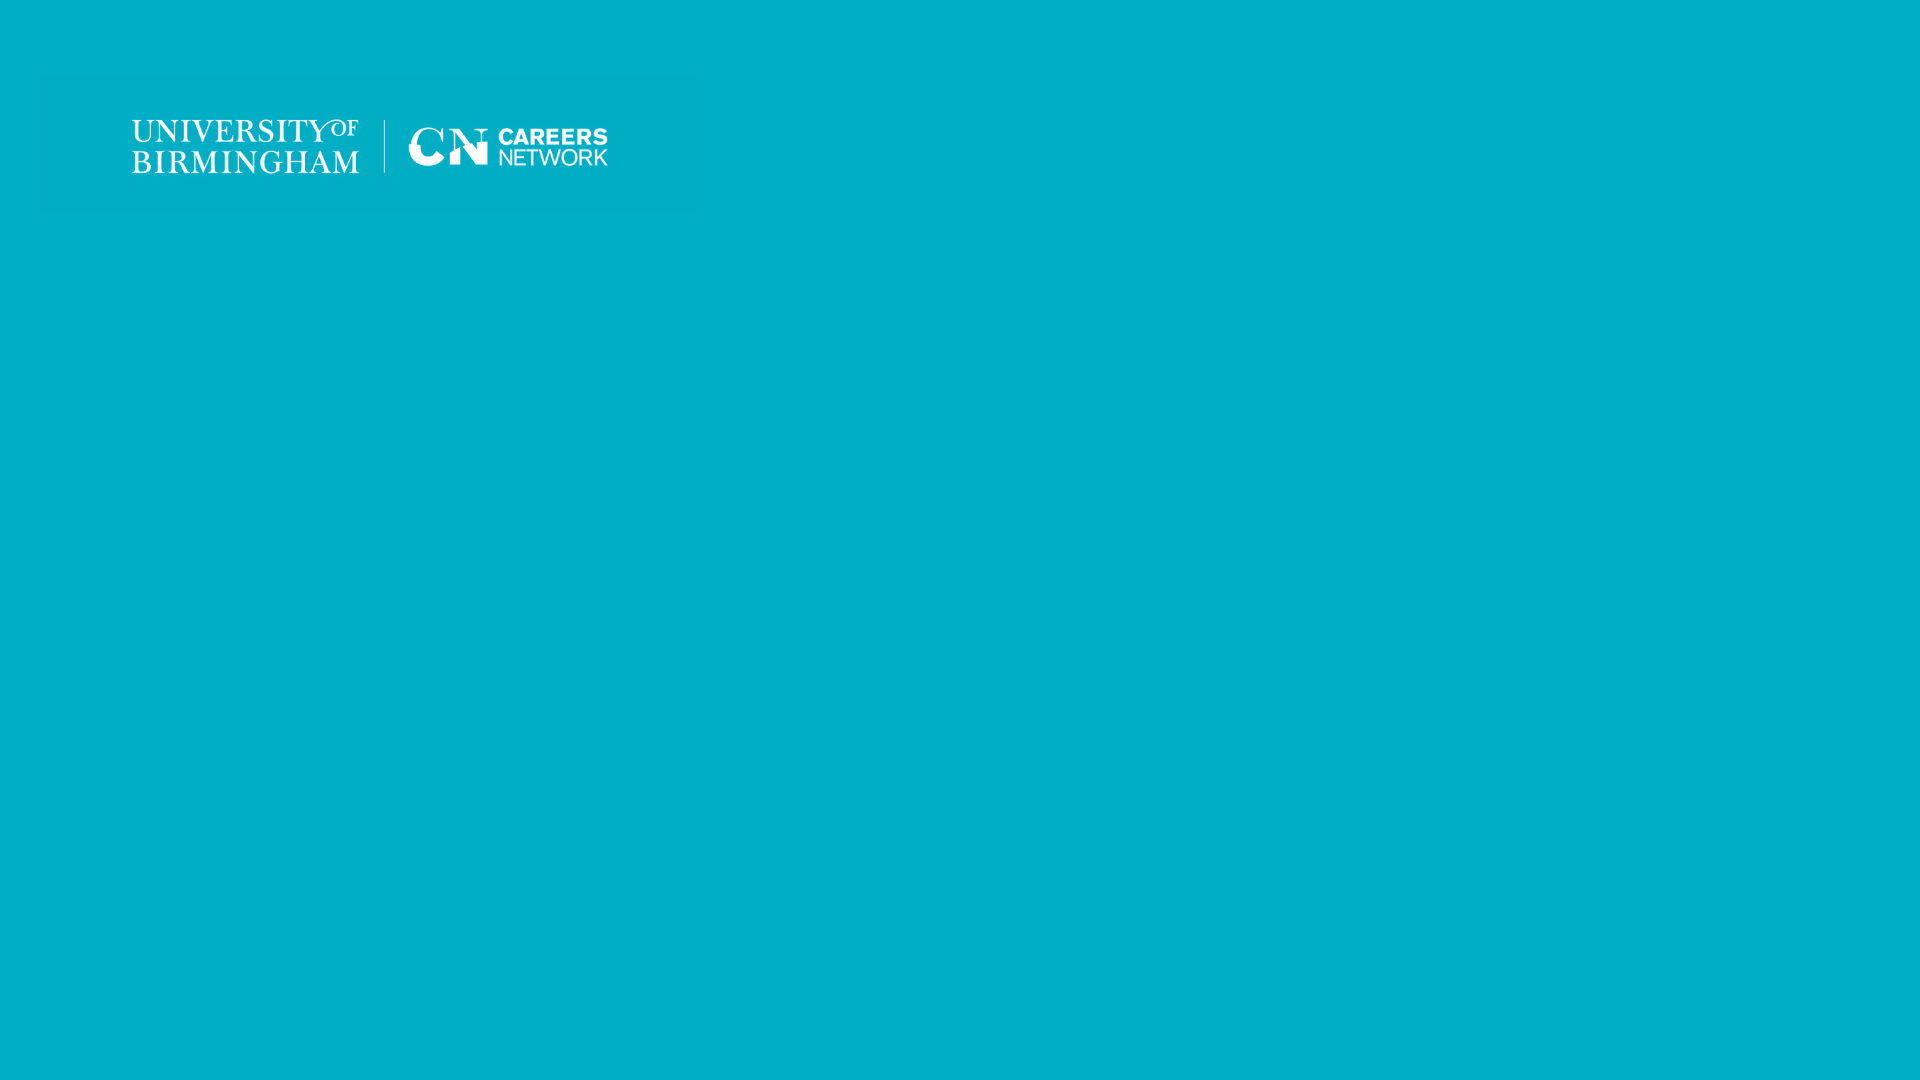 UNIVERSITY OF
BIRMINGHAM
CN
CAREERS
NETWORK